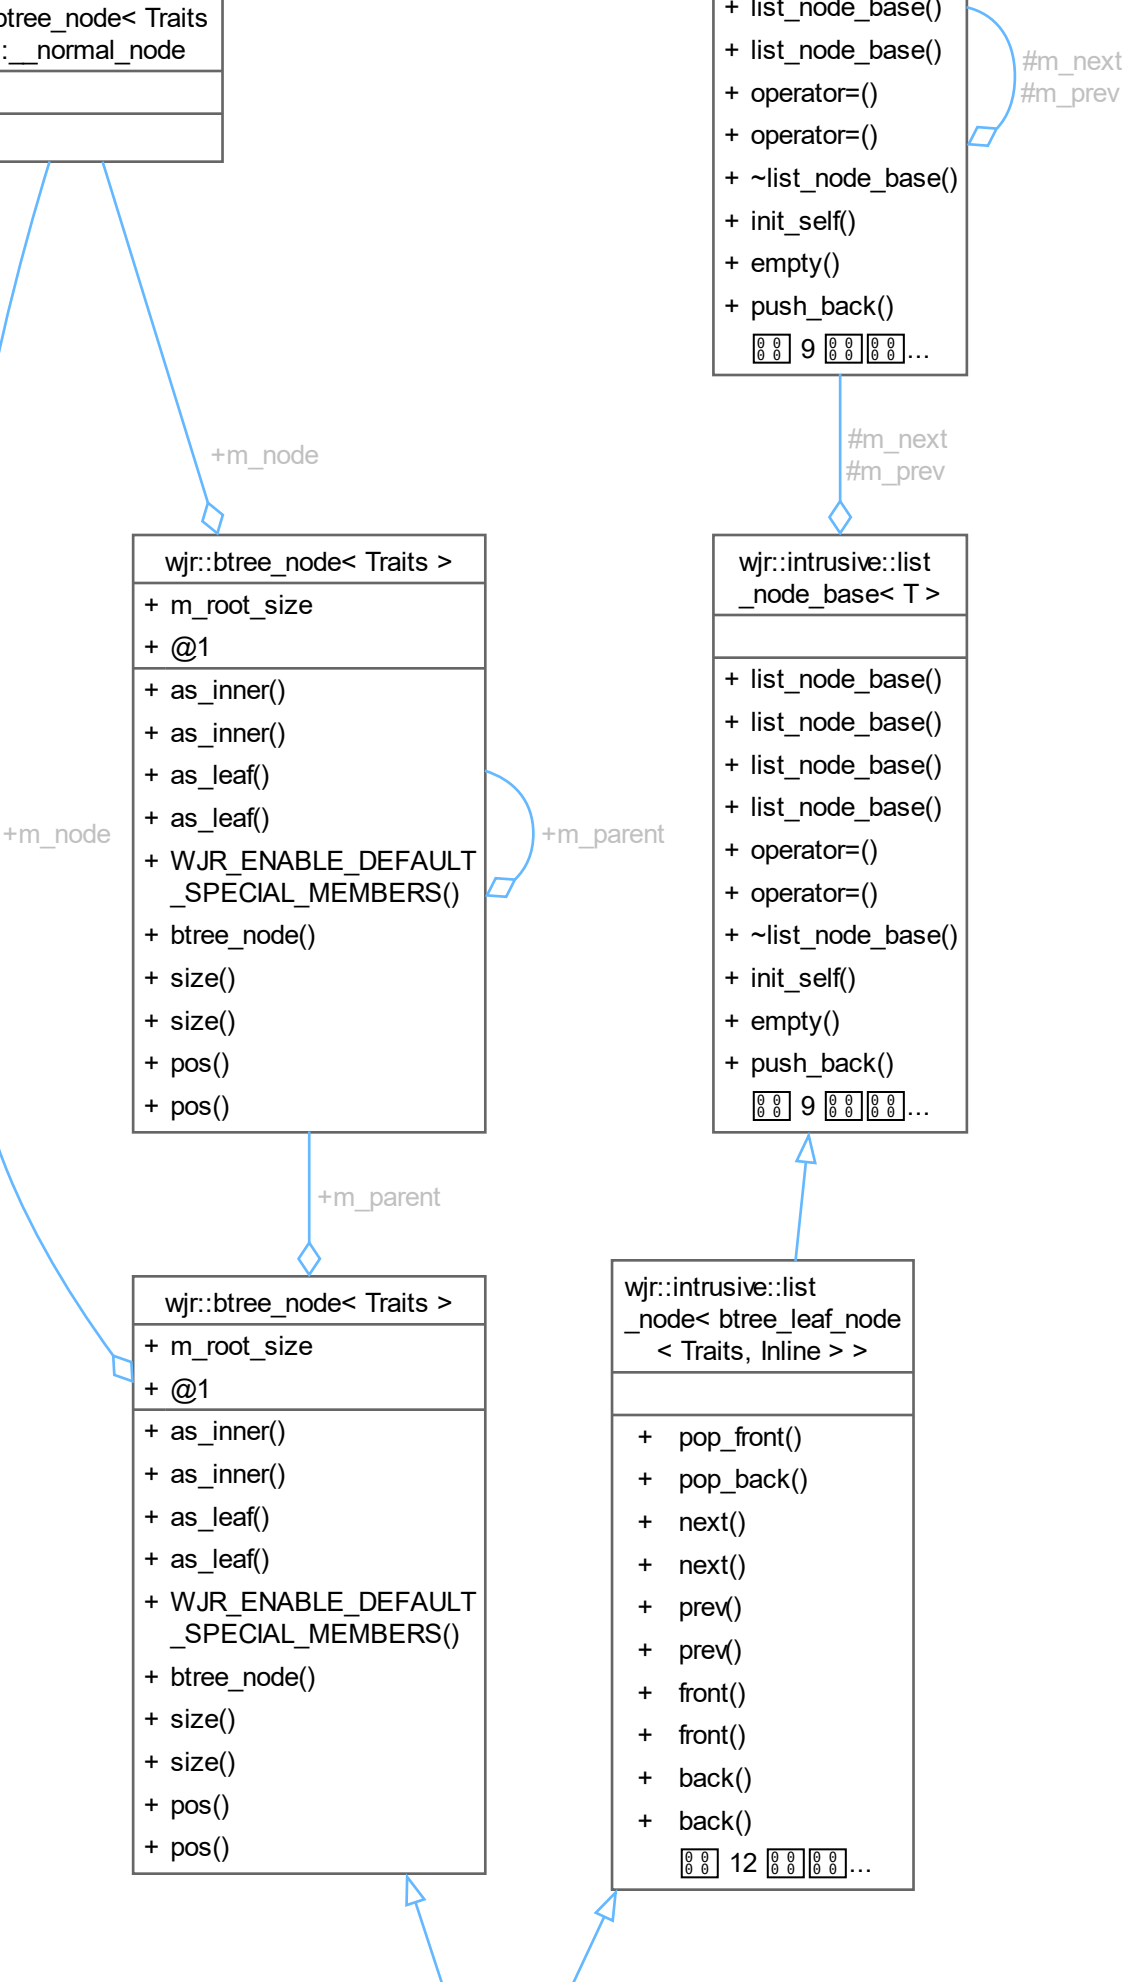 btree_node< Traits
::__normal_node
+ list_node_base()
+ list_node_base()
+ operator=()
+ operator=()
+ ~list_node_base()
+ init_self()
+ empty()
+ push_back()
9 ...
#m_next
#m_prev
+m_node
#m_next
#m_prev
wjr::btree_node< Traits >
+ m_root_size
+ @1
+ as_inner()
+ as_inner()
+ as_leaf()
+ as_leaf()
+ WJR_ENABLE_DEFAULT
_SPECIAL_MEMBERS()
+ btree_node()
+ size()
+ size()
+ pos()
+ pos()
+m_node
+m_parent
wjr::intrusive::list
_node_base< T >
+ list_node_base()
+ list_node_base()
+ list_node_base()
+ list_node_base()
+ operator=()
+ operator=()
+ ~list_node_base()
+ init_self()
+ empty()
+ push_back()
9 ...
+m_parent
wjr::btree_node< Traits >
+ m_root_size
+ @1
+ as_inner()
+ as_inner()
+ as_leaf()
+ as_leaf()
+ WJR_ENABLE_DEFAULT
_SPECIAL_MEMBERS()
+ btree_node()
+ size()
+ size()
+ pos()
+ pos()
wjr::intrusive::list
_node< btree_leaf_node
< Traits, Inline > >
+ pop_front()
+ pop_back()
+ next()
+ next()
+ prev()
+ prev()
+ front()
+ front()
+ back()
+ back()
12 ...